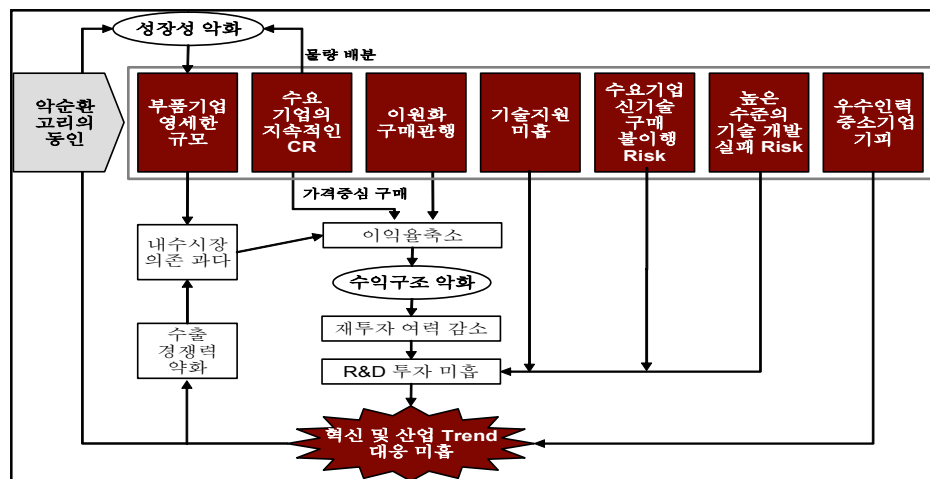 성장성 악화
물량 배분
악순환
고리의
동인
부품기업
영세한
규모
수요
기업의
지속적인
CR
이원화
구매관행
기술지원
미흡
수요기업
신기술
구매
불이행
Risk
높은
수준의
기술 개발
실패 Risk
우수인력
중소기업
기피
가격중심 구매
내수시장
의존 과다
이익율축소
수익구조 악화
수출
경쟁력
약화
재투자 여력 감소
R&D 투자 미흡
혁신 및 산업 Trend
대응 미흡